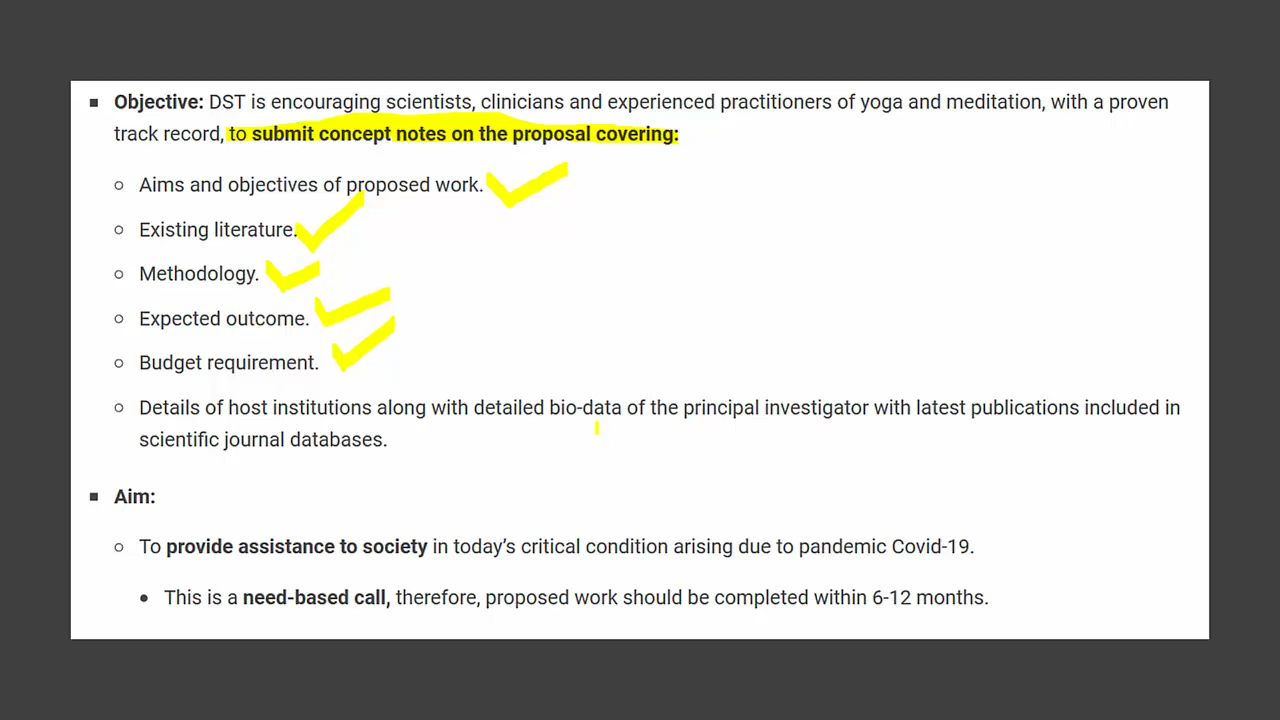 Objective: DST is encouraging scientists, clinicians and experienced practitioners of yoga and meditation, with a proven
track record, to submit concept notes on the proposal covering:
Aims and objectives of proposed work.
Existing literature.
Methodology.
Expected outcome.
Budget requirement.
Details of host institutions along with detailed bio-data of the principal investigator with latest publications included in
scientific journal databases.
Aim:
To provide assistance to society in today’s critical condition arising due to pandemic Covid-19.
This is a need-based call, therefore, proposed work should be completed within 6-12 months.